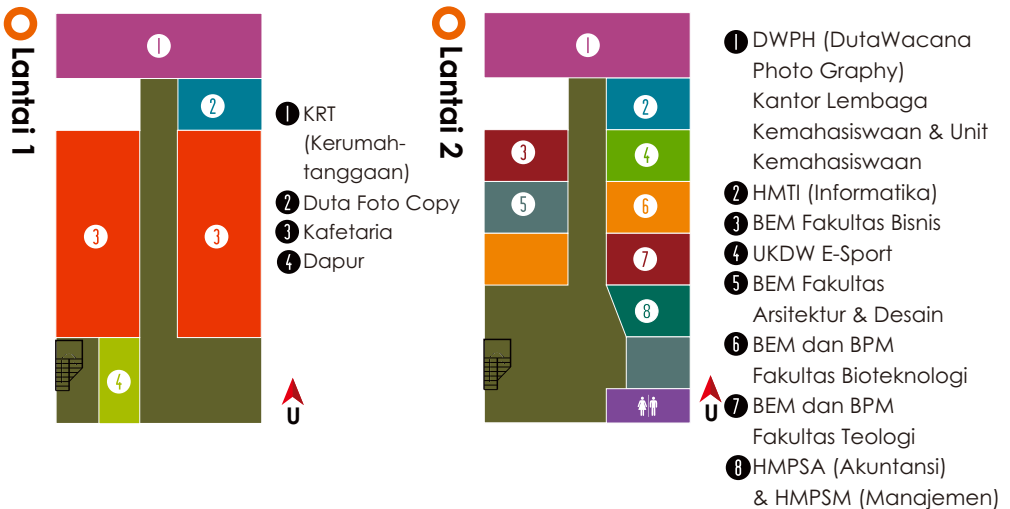 Lantai 1
1
2
3
3
4
1 KRT
(Kerumah-
tanggaan)
2 Duta Foto Copy
3 Kafetaria
4 Dapur
U
Lantai 2
1
2
3
4
5
6
7
8
U
1 DWPH (DutaWacana
Photo Graphy)
Kantor Lembaga
Kemahasiswaan & Unit
Kemahasiswaan
2 HMTI (Informatika)
3 BEM Fakultas Bisnis
4 UKDW E-Sport
5 BEM Fakultas
Arsitektur & Desain
6 BEM dan BPM
Fakultas Bioteknologi
7 BEM dan BPM
Fakultas Teologi
8 HMPSA (Akuntansi)
& HMPSM (Manajemen)